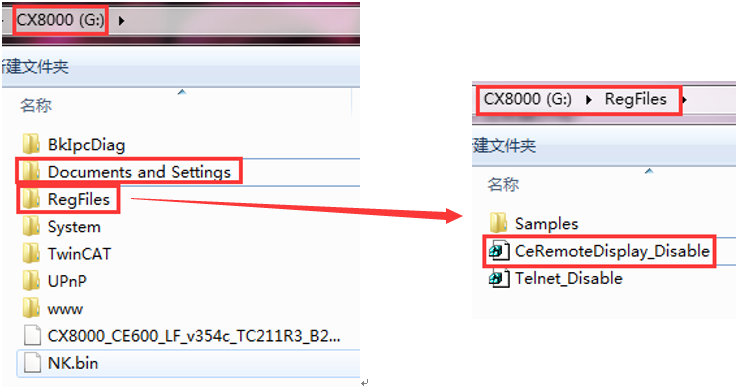 CX8000 (G:)
新建文件夹
名称
BkIpcDiag
Documents and Settings
RegFiles
System
TwinCAT
UPnP
www
CX8000_CE600_LF_v354c_TC211R3_B2...
NK.bin
CX8000 (G:) RegFiles
建文件夹
名称
Samples
CeRemoteDisplay_Disable
Telnet_Disable